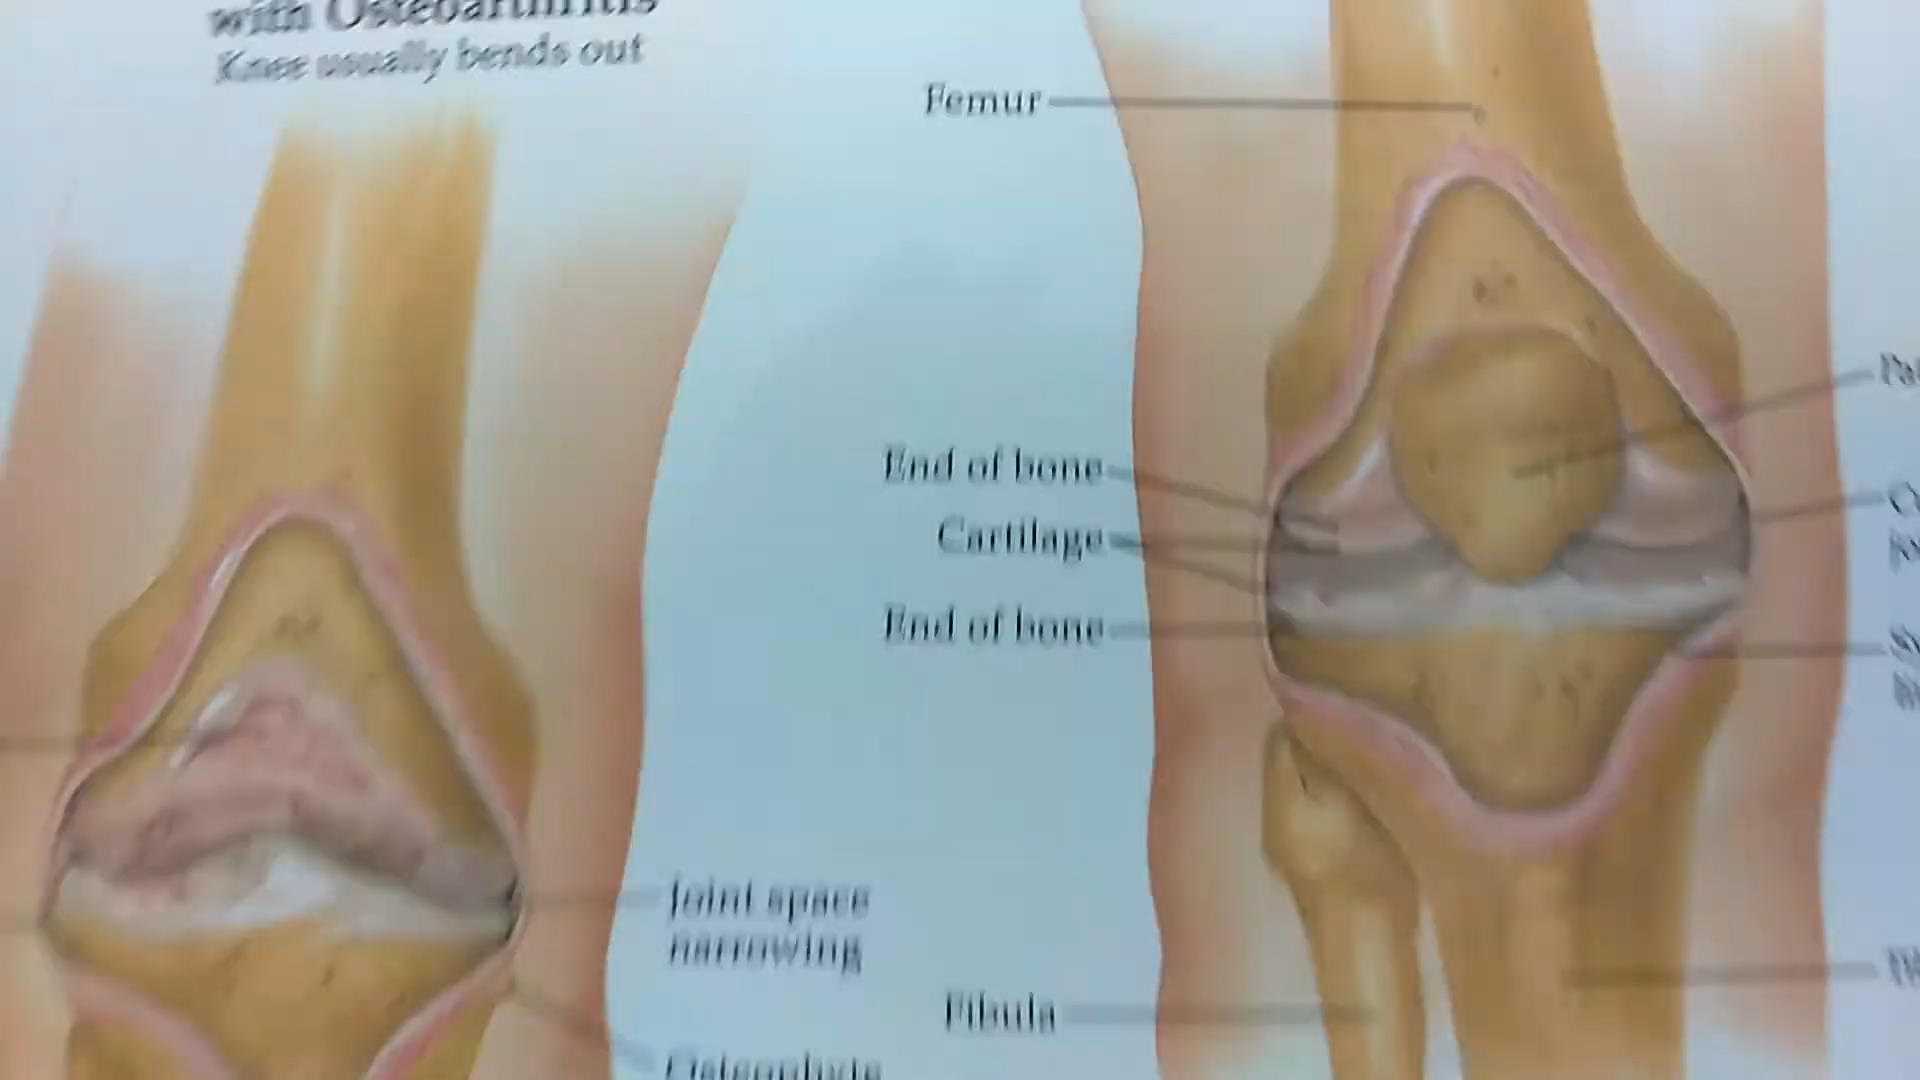 with Osteoarthritis
Knee usually bends out
Femur
End of bone
Cartilage
End of bone
Joint space
narrowing
Fibula
Osteophyte